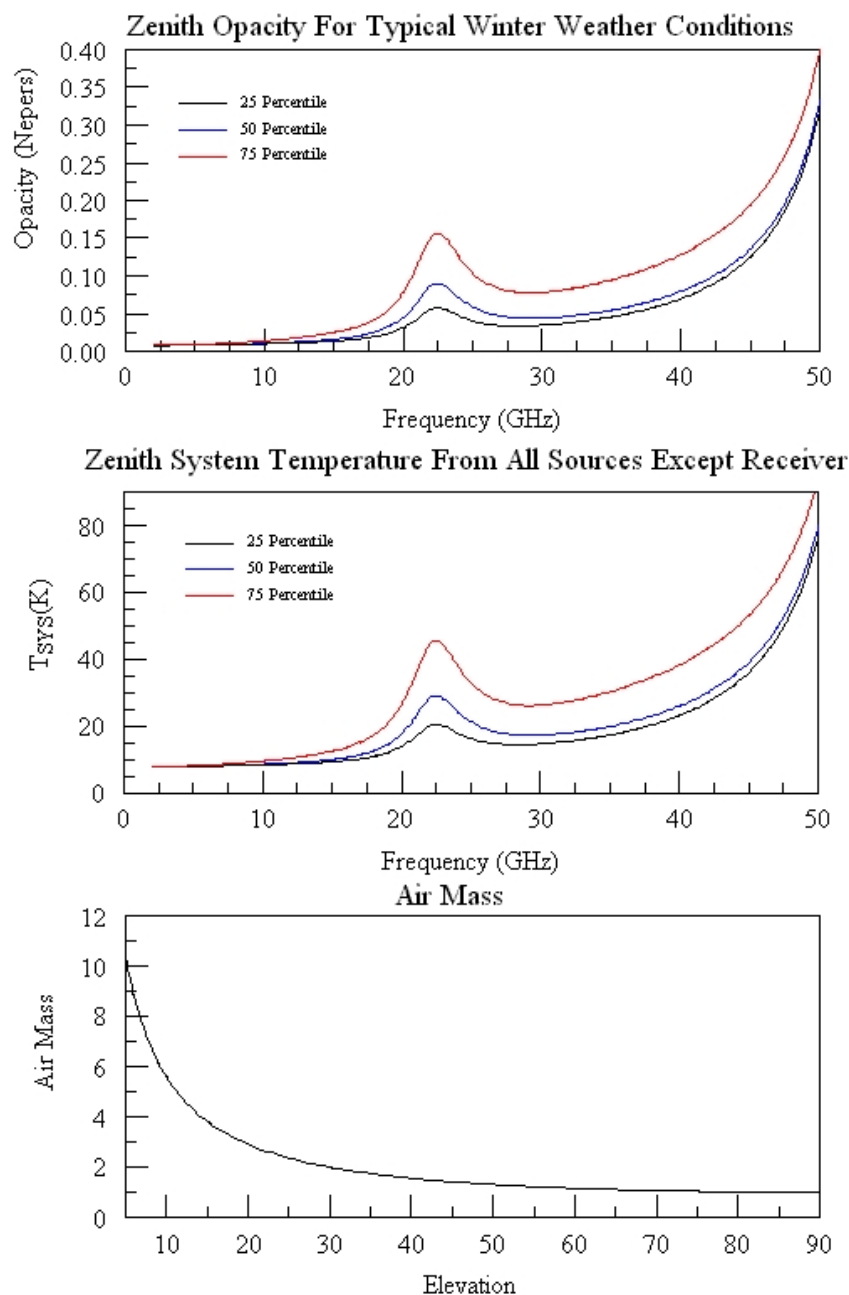 Zenith Opacity For Typical Winter Weather Conditions
0.40
0.35
0.30
0.25
0.20
0.15
0.10
0.05
0.00
Opacity (Nepers)
25 Percentile
50 Percentile
75 Percentile
0 10 20 30 40 50
Frequency (GHz)
Zenith System Temperature From All Sources Except Receiver
80
60
40
20
0
TSYS(K)
25 Percentile
50 Percentile
75 Percentile
0 10 20 30 40 50
Frequency (GHz)
Air Mass
12
10
8
6
4
2
0
Air Mass
10 20 30 40 50 60 70 80 90
Elevation